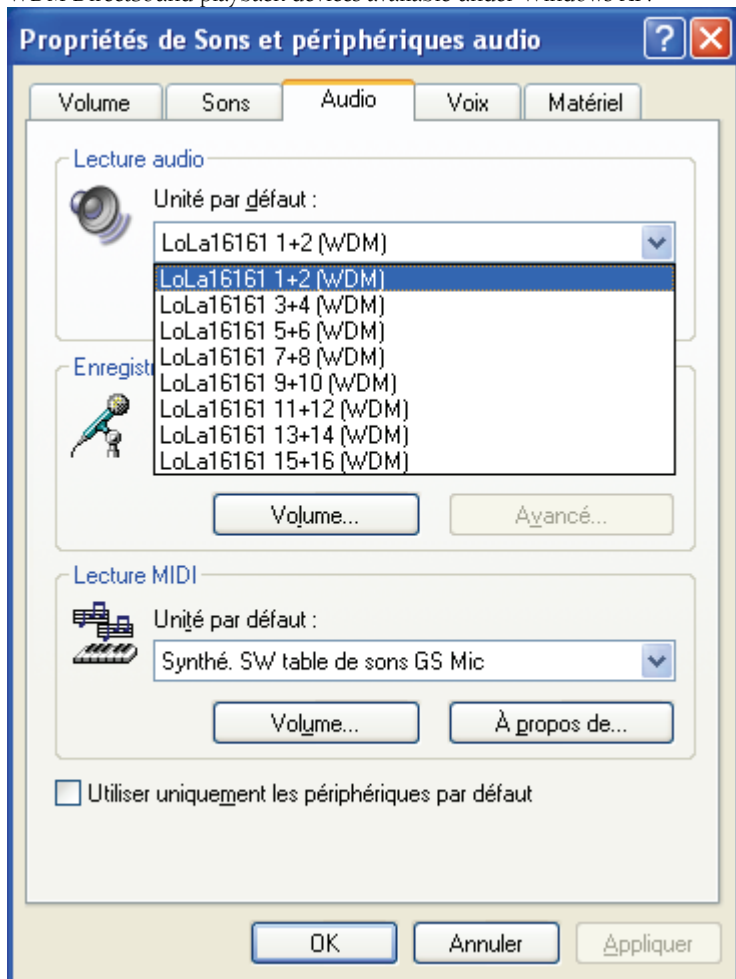 WDM DirectSound playback devices available under Windows XP:
Propriétés de Sons et périphériques audio
Volume Sons Audio Voix Matériel
Lecture audio
Unité par défaut :
LoLa16161 1+2 (WDM)
LoLa16161 1+2 (WDM)
LoLa16161 3+4 (WDM)
LoLa16161 5+6 (WDM)
LoLa16161 7+8 (WDM)
Enregist
LoLa16161 9+10 (WDM)
LoLa16161 11+12 (WDM)
LoLa16161 13+14 (WDM)
LoLa16161 15+16 (WDM)
Volume... Avancé...
Lecture MIDI
Unité par défaut :
Synthé. SW table de sons GS Mic
Volume... À propos de...
Utiliser uniquement les périphériques par défaut
OK Annuler Appliquer